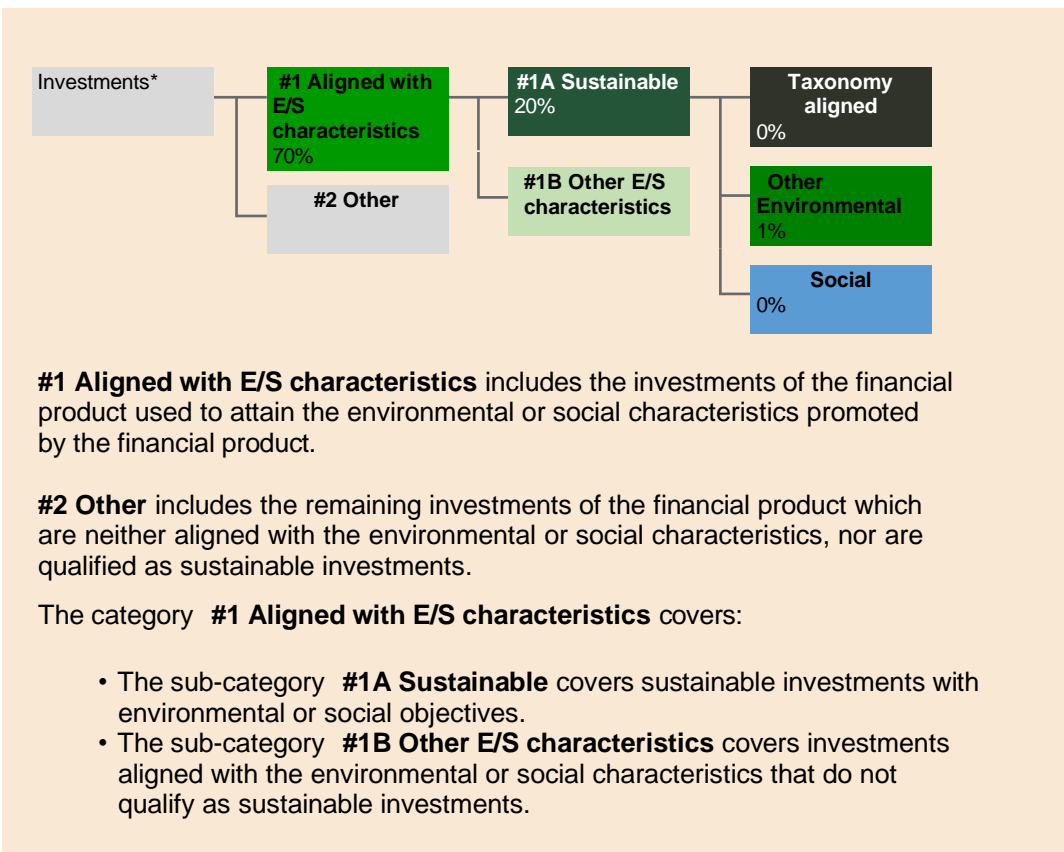 Investments*
#1 Aligned with
E/S
characteristics
70%
#2 Other
#1A Sustainable
20%
#1B Other E/S
characteristics
Taxonomy
aligned
0%
Other
Environmental
1%
Social
0%
#1 Aligned with E/S characteristics includes the investments of the financial
product used to attain the environmental or social characteristics promoted
by the financial product.
#2 Other includes the remaining investments of the financial product which
are neither aligned with the environmental or social characteristics, nor are
qualified as sustainable investments.
The category #1 Aligned with E/S characteristics covers:
• The sub-category #1A Sustainable covers sustainable investments with
environmental or social objectives.
• The sub-category #1B Other E/S characteristics covers investments
aligned with the environmental or social characteristics that do not
qualify as sustainable investments.